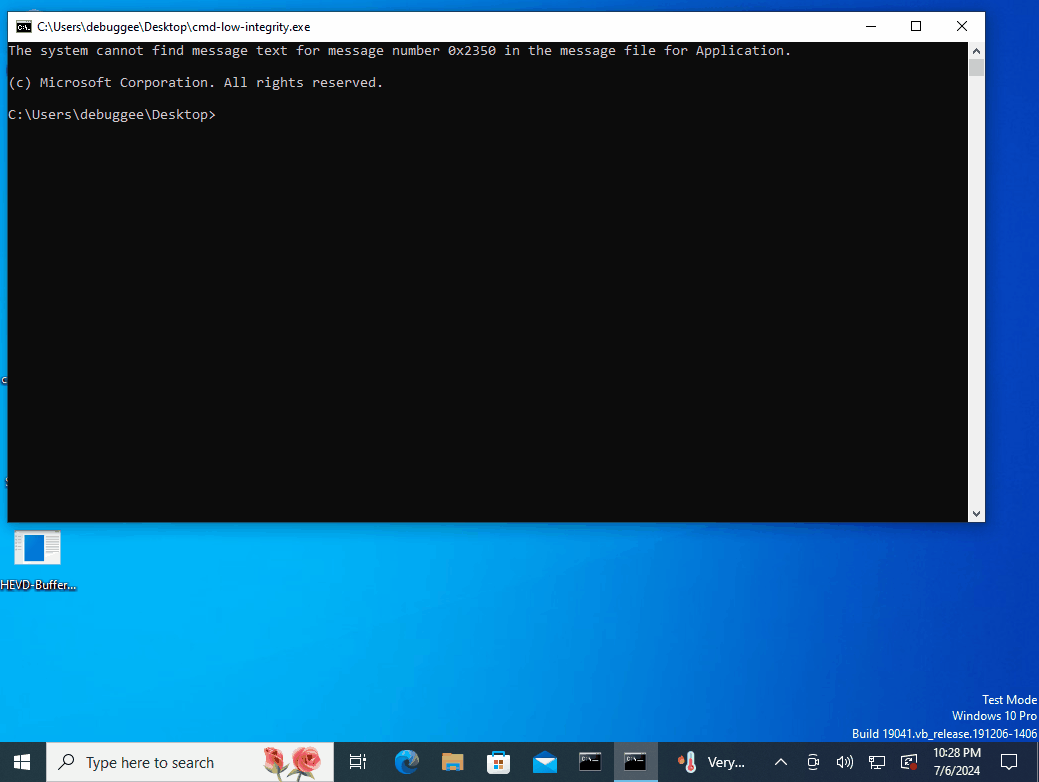 C:\Users\debuggee\Desktop\cmd-low-integrity.exe
The system cannot find message text for message number 0x2350 in the message file for Application.
(c) Microsoft Corporation. All rights reserved.
C:\Users\debuggee\Desktop>
HEVD-Buffer...
Test Mode
Windows 10 Pro
Build 19041.vb_release.191206-1406
Type here to search
Very...
10:28 PM
7/6/2024